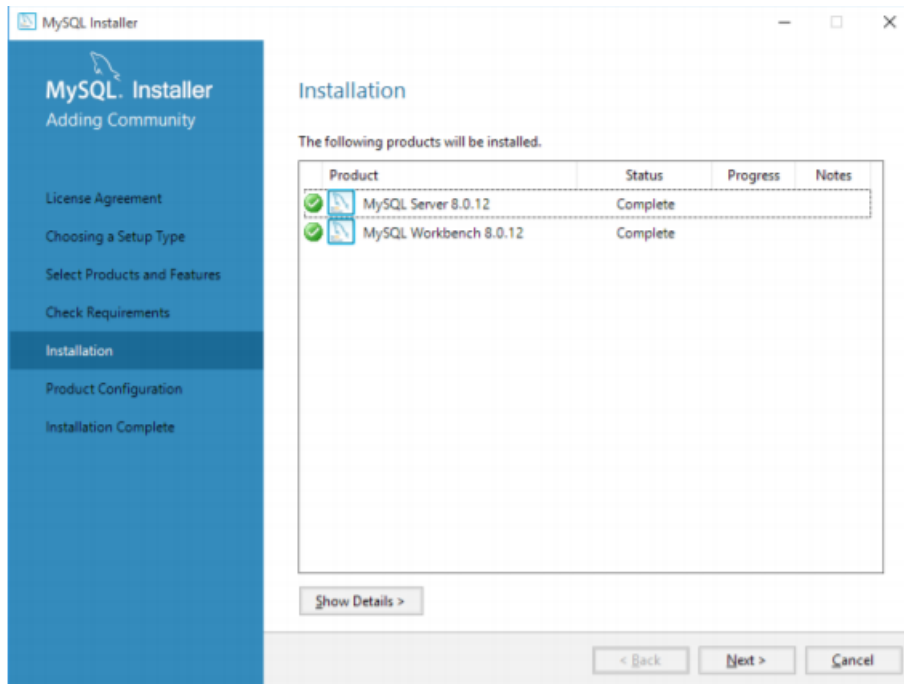 MySQL Installer
MySQL. Installer
Adding Community
License Agreement
Choosing a Setup Type
Select Products and Features
Check Requirements
Installation
Product Configuration
Installation Complete
Installation
The following products will be installed.
Product Status Progress Notes
MySQL Server 8.0.12 Complete
MySQL Workbench 8.0.12 Complete
Show Details >
< Back Next > Cancel